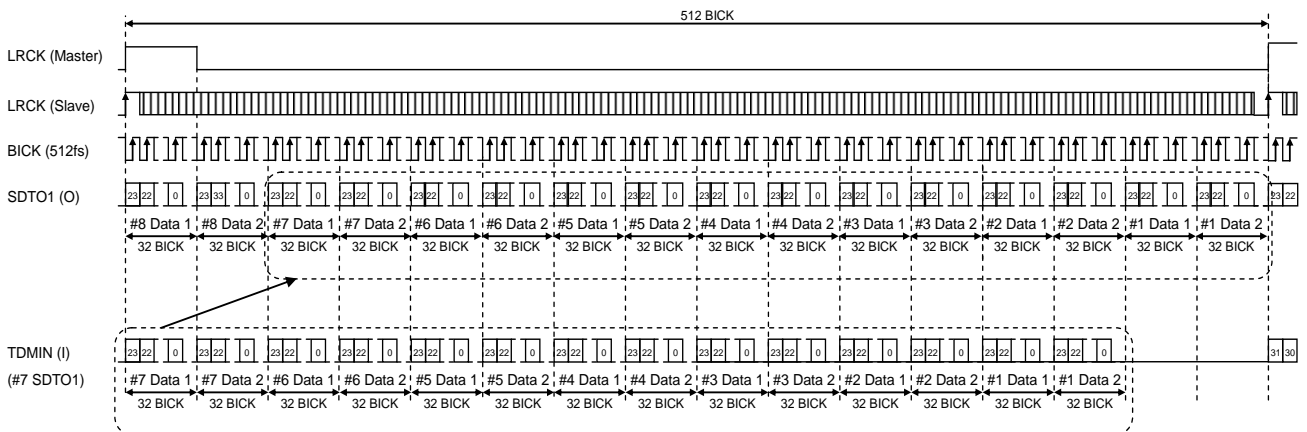 512 BICK
LRCK (Master)
LRCK (Slave)
BICK (512fs)
SDTO1 (O)
23 22 0 23 33 0 23 22 0 23 22 0 23 22 0 23 22 0 23 22 0 23 22 0 23 22 0 23 22 0 23 22 0 23 22 0 23 22 0 23 22 0 23 22 0 23 22 0 23 22
#8 Data 1 #8 Data 2 #7 Data 1 #7 Data 2 #6 Data 1 #6 Data 2 #5 Data 1 #5 Data 2 #4 Data 1 #4 Data 2 #3 Data 1 #3 Data 2 #2 Data 1 #2 Data 2 #1 Data 1 #1 Data 2
32 BICK 32 BICK 32 BICK 32 BICK 32 BICK 32 BICK 32 BICK 32 BICK 32 BICK 32 BICK 32 BICK 32 BICK 32 BICK 32 BICK 32 BICK 32 BICK
TDMIN (I)
23 22 0 23 22 0 23 22 0 23 22 0 23 22 0 23 22 0 23 22 0 23 22 0 23 22 0 23 22 0 23 22 0 23 22 0 23 22 0 23 22 0 31 30
(#7 SDTO1)
#7 Data 1 #7 Data 2 #6 Data 1 #6 Data 2 #5 Data 1 #5 Data 2 #4 Data 1 #4 Data 2 #3 Data 1 #3 Data 2 #2 Data 1 #2 Data 2 #1 Data 1 #1 Data 2
32 BICK 32 BICK 32 BICK 32 BICK 32 BICK 32 BICK 32 BICK 32 BICK 32 BICK 32 BICK 32 BICK 32 BICK 32 BICK 32 BICK